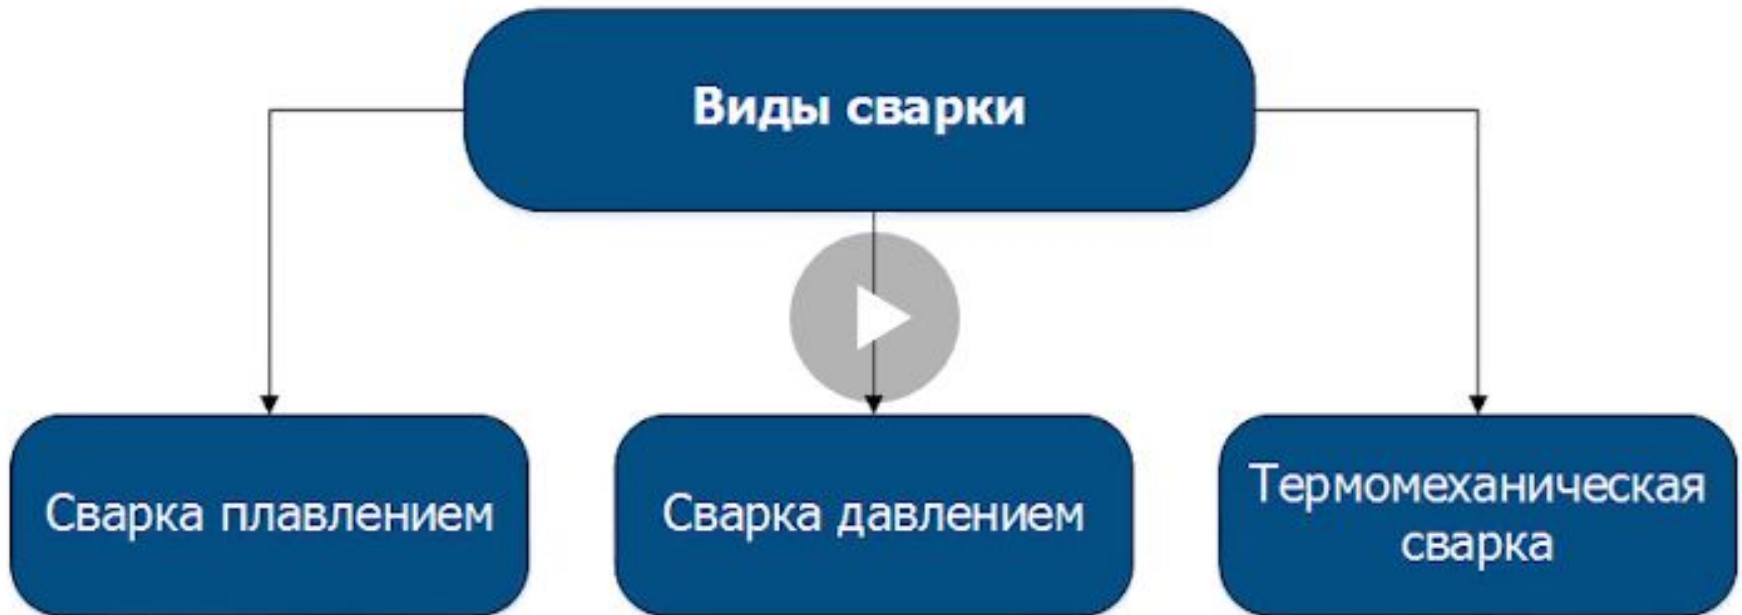 Виды сварки
Сварка плавлением
Сварка давлением
Термомеханическая
сварка